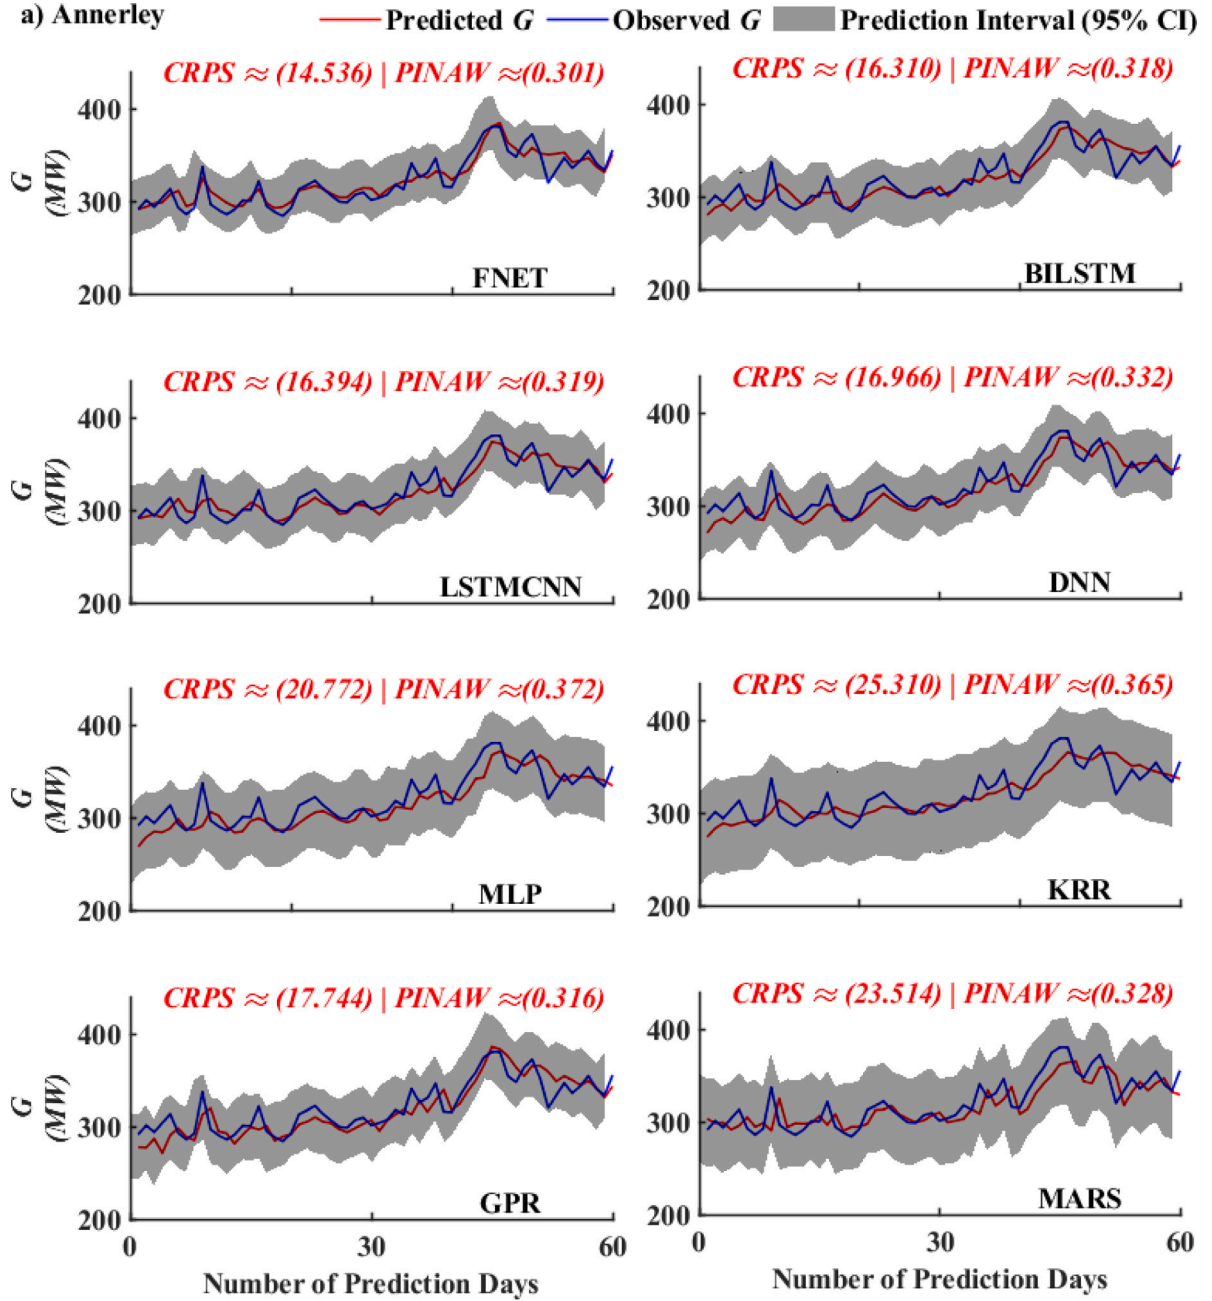 a) Annerley
Predicted G Observed G Prediction Interval (95% CI)
CRPS ≈ (14.536) | PINAW ≈(0.301)
400
300
200
G
(MW)
FNET
CRPS ≈ (16.310) | PINAW ≈(0.318)
400
300
200
BILSTM
CRPS ≈ (16.394) | PINAW ≈(0.319)
400
300
200
G
(MW)
LSTMCNN
CRPS ≈ (16.966) | PINAW ≈(0.332)
400
300
200
DNN
CRPS ≈ (20.772) | PINAW ≈(0.372)
400
300
200
G
(MW)
MLP
CRPS ≈ (25.310) | PINAW ≈(0.365)
400
300
200
KRR
CRPS ≈ (17.744) | PINAW ≈(0.316)
400
300
200
G
(MW)
GPR
0 30 60
Number of Prediction Days
CRPS ≈ (23.514) | PINAW ≈(0.328)
400
300
200
MARS
0 30 60
Number of Prediction Days